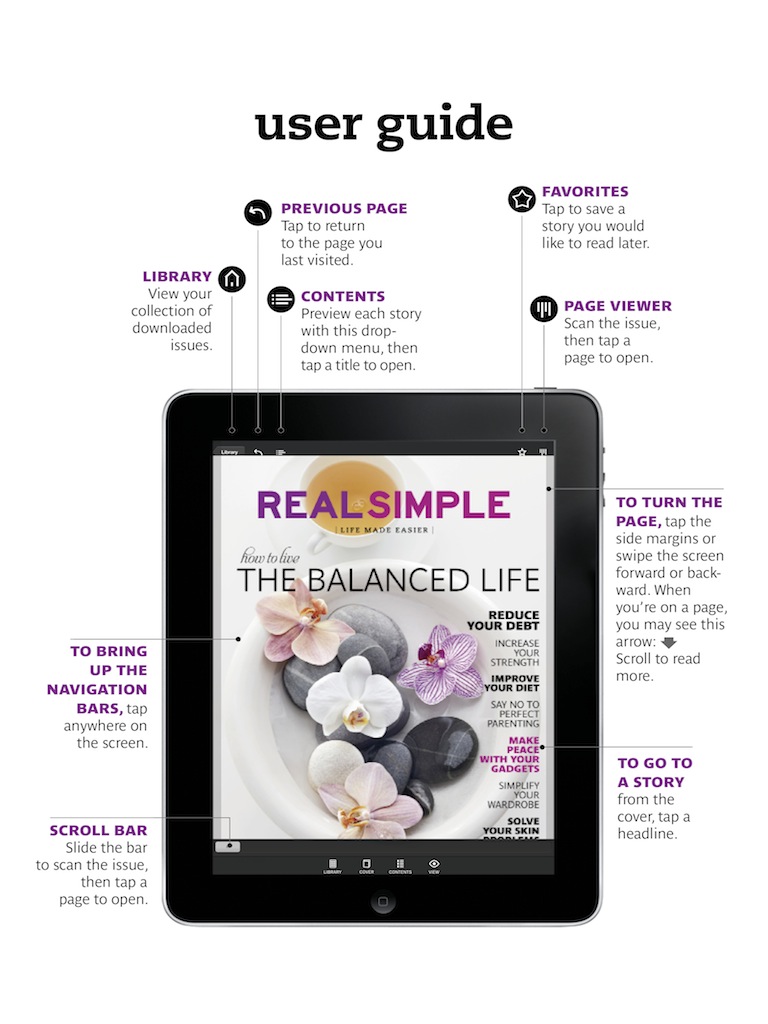 user guide
FAVORITES
Tap to save a
story you would
like to read later.
PREVIOUS PAGE
Tap to return
to the page you
last visited.
LIBRARY
View your
collection of
downloaded
issues.
CONTENTS
Preview each story
with this drop-
down menu, then
tap a title to open.
PAGE VIEWER
Scan the issue,
then tap a
page to open.
Library
REALSIMPLE
| LIFE MADE EASIER |
how to live
THE BALANCED LIFE
REDUCE
YOUR DEBT
INCREASE
YOUR
STRENGTH
IMPROVE
YOUR DIET
SAY NO TO
PERFECT
PARENTING
MAKE
PEACE
WITH YOUR
GADGETS
SIMPLIFY
YOUR
WARDROBE
SOLVE
YOUR SKIN
PROBLEMS
LIBRARY
COVER
CONTENTS
VIEW
TO TURN THE
PAGE, tap the
side margins or
swipe the screen
forward or back-
ward. When
you’re on a page,
you may see this
arrow:
Scroll to read
more.
TO BRING
UP THE
NAVIGATION
BARS, tap
anywhere on
the screen.
TO GO TO
A STORY
from the
cover, tap a
headline.
SCROLL BAR
Slide the bar
to scan the issue,
then tap a
page to open.